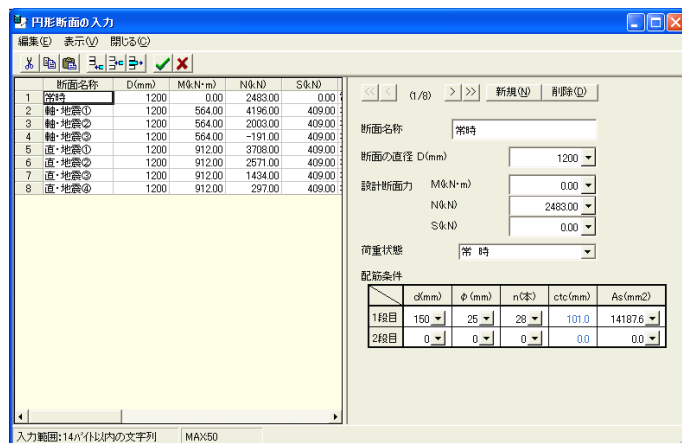 円形断面の入力
編集(E) 表示(V) 閉じる(C)
断面名称 D(mm) M(kN・m) N(kN) S(kN)
1 常時 1200 0.00 2483.00 0.00
2 軸・地震① 1200 564.00 4196.00 409.00
3 軸・地震② 1200 564.00 2003.00 409.00
4 軸・地震③ 1200 564.00 -191.00 409.00
5 直・地震① 1200 912.00 3708.00 409.00
6 直・地震② 1200 912.00 2571.00 409.00
7 直・地震③ 1200 912.00 1434.00 409.00
8 直・地震④ 1200 912.00 297.00 409.00
<< < (1/8) > >> 新規(N) 削除(D)
断面名称 常時
断面の直径 D(mm) 1200
設計断面力 M(kN・m) 0.00
N(kN) 2483.00
S(kN) 0.00
荷重状態 常 時
配筋条件
d(mm) φ(mm) n(本) ctc(mm) As(mm2)
1段目 150 25 28 101.0 14187.6
2段目 0 0 0 0.0 0.0
入力範囲:14バイト以内の文字列 MAX:50